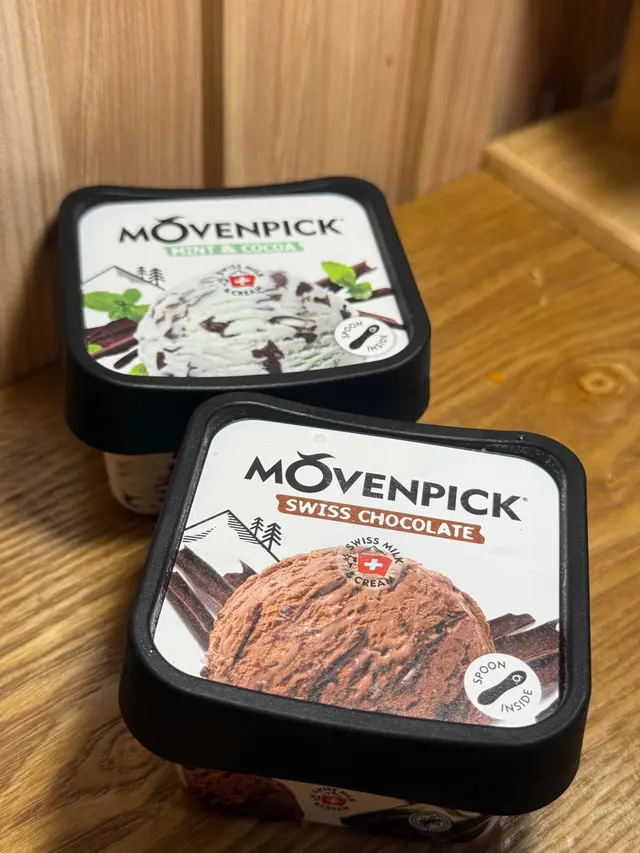 MÖVENPICK
MINT & COCOA
SWISS MILK
& CREAM
SPOON
INSIDE
MÖVENPICK®
SWISS CHOCOLATE
SWISS MILK
& CREAM
SPOON
INSIDE